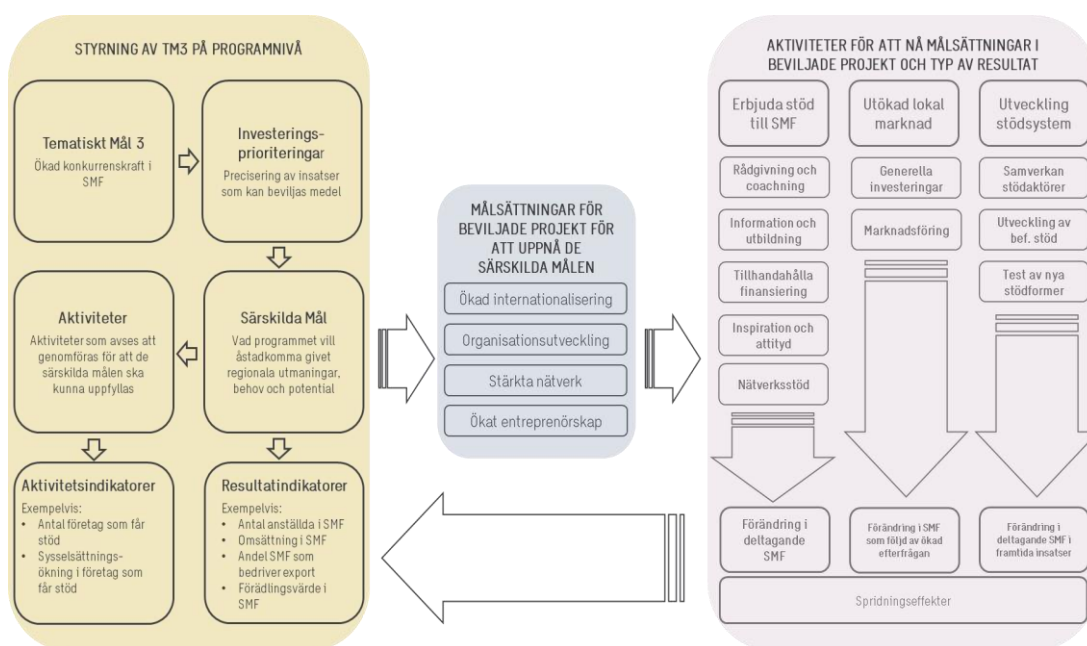 STYRNING AV TM3 PÅ PROGRAMNIVÅ
Tematiskt Mål 3
Ökad konkurrenskraft i
SMF
Investerings-
prioriteringar
Precisering av insatser
som kan beviljas medel
Aktiviteter
Aktiviteter som avses att
genomföras för att de
särskilda målen ska
kunna uppfyllas
Särskilda Mål
Vad programmet vill
åstadkomma givet
regionala utmaningar,
behov och potential
Aktivitetsindikatorer
Exempelvis:
• Antal företag som får
stöd
• Sysselsättnings-
ökning i företag som
får stöd
Resultatindikatorer
Exempelvis:
• Antal anställda i SMF
• Omsättning i SMF
• Andel SMF som
bedriver export
• Förädlingsvärde i
SMF
MÅLSÄTTNINGAR FÖR
BEVILJADE PROJEKT FÖR
ATT UPPNÅ DE
SÄRSKILDA MÅLEN
Ökad internationalisering
Organisationsutveckling
Stärkta nätverk
Ökat entreprenörskap
AKTIVITETER FÖR ATT NÅ MÅLSÄTTNINGAR I
BEVILJADE PROJEKT OCH TYP AV RESULTAT
Erbjuda stöd
till SMF
Rådgivning och
coachning
Information och
utbildning
Tillhandahålla
finansiering
Inspiration och
attityd
Nätverksstöd
Förändring i
deltagande
SMF
Utökad lokal
marknad
Generella
investeringar
Marknadsföring
Förändring i SMF
som följd av ökad
efterfrågan
Utveckling
stödsystem
Samverkan
stödaktörer
Utveckling av
bef. stöd
Test av nya
stödformer
Förändring i
deltagande SMF i
framtida insatser
Spridningseffekter